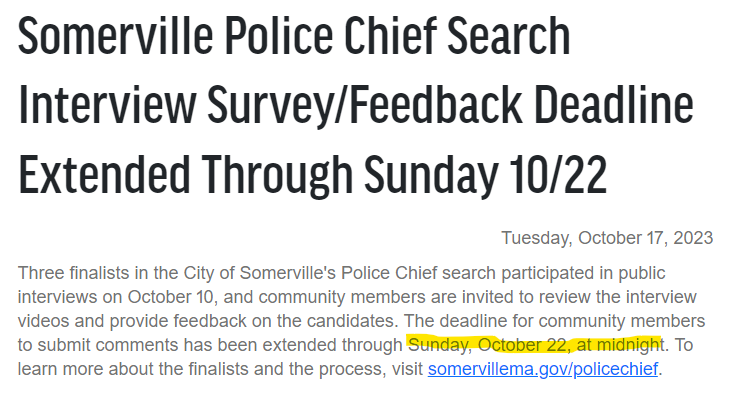 Somerville Police Chief Search
Interview Survey/Feedback Deadline
Extended Through Sunday 10/22
Tuesday, October 17, 2023
Three finalists in the City of Somerville's Police Chief search participated in public
interviews on October 10, and community members are invited to review the interview
videos and provide feedback on the candidates. The deadline for community members
to submit comments has been extended through Sunday, October 22, at midnight. To
learn more about the finalists and the process, visit somervillema.gov/policechief.